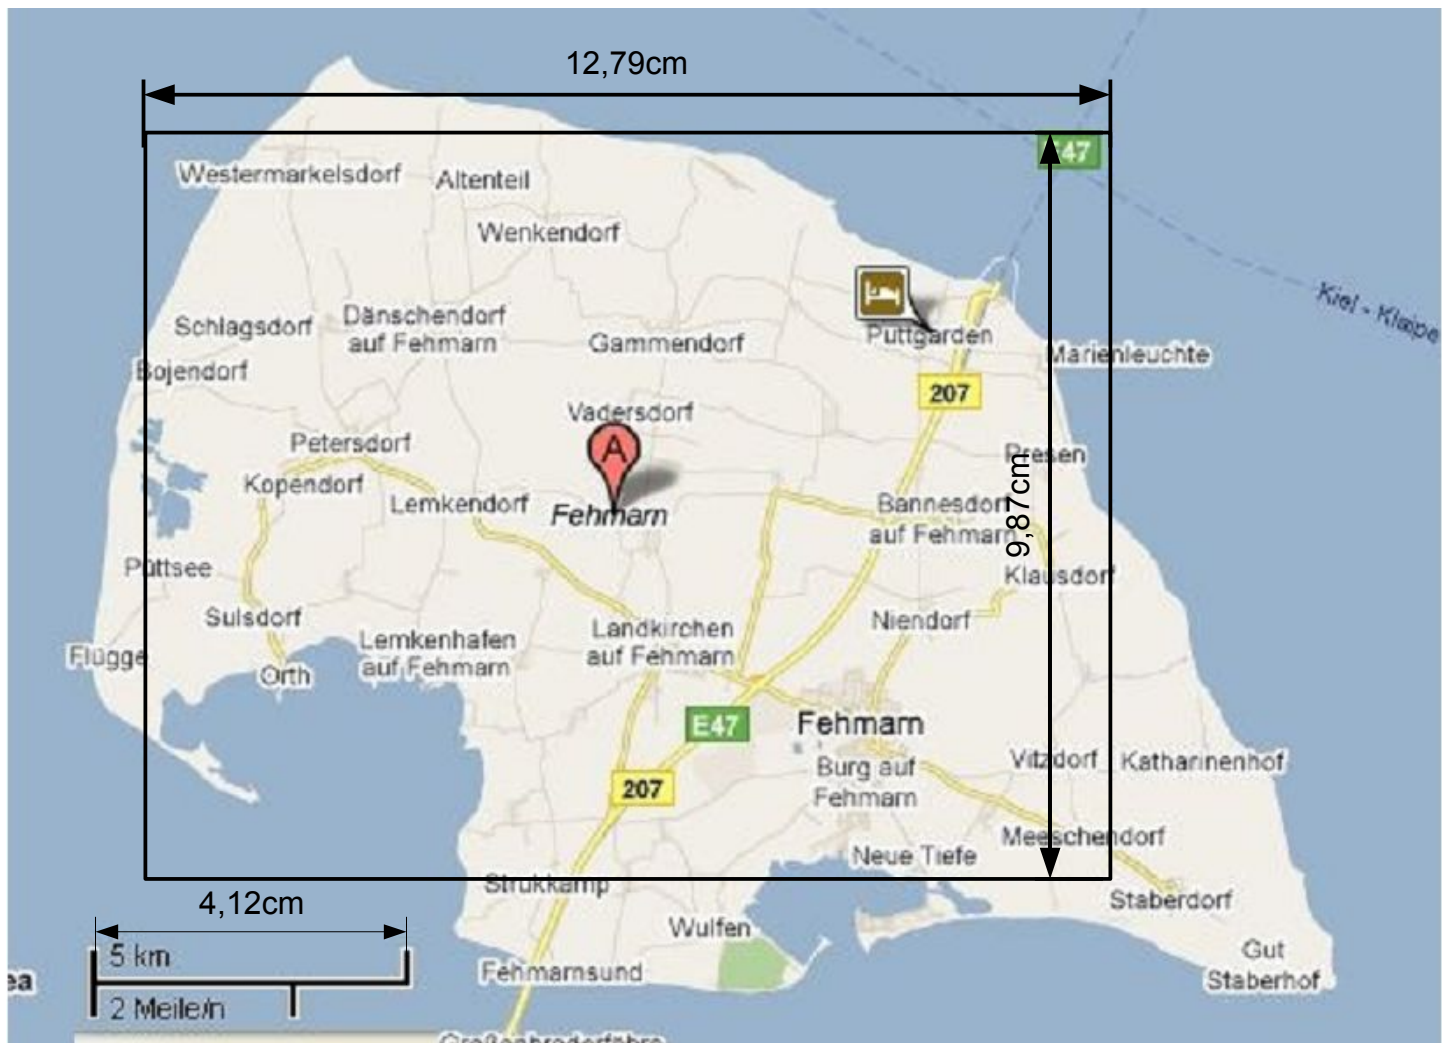 12,79cm
E47
Westermarkelsdorf
Altenteil
Wenkendorf
Kiel - Klaipe
Schlagsdorf
Dänschendorf
auf Fehmarn
Gammendorf
Puttgarden
Marienleuchte
Bojendorf
207
Vadersdorf
Petersdorf
A
Presen
Kopendorf
Lemkendorf
Fehmarn
Bannesdorf
auf Fehmarn
9,87cm
Püttsee
Klausdorf
Sulsdorf
Niendorf
Landkirchen
auf Fehmarn
Lemkenhafen
auf Fehmarn
Flügge
Orth
E47
Fehmarn
Burg auf
Fehmarn
Vitzdorf
Katharinenhof
207
Meeschendorf
Neue Tiefe
Strukkamp
Staberdorf
4,12cm
Wulfen
5 km
Gut
Staberhof
Fehmarnsund
ea
2 Meile/n
Großenbroderfähre